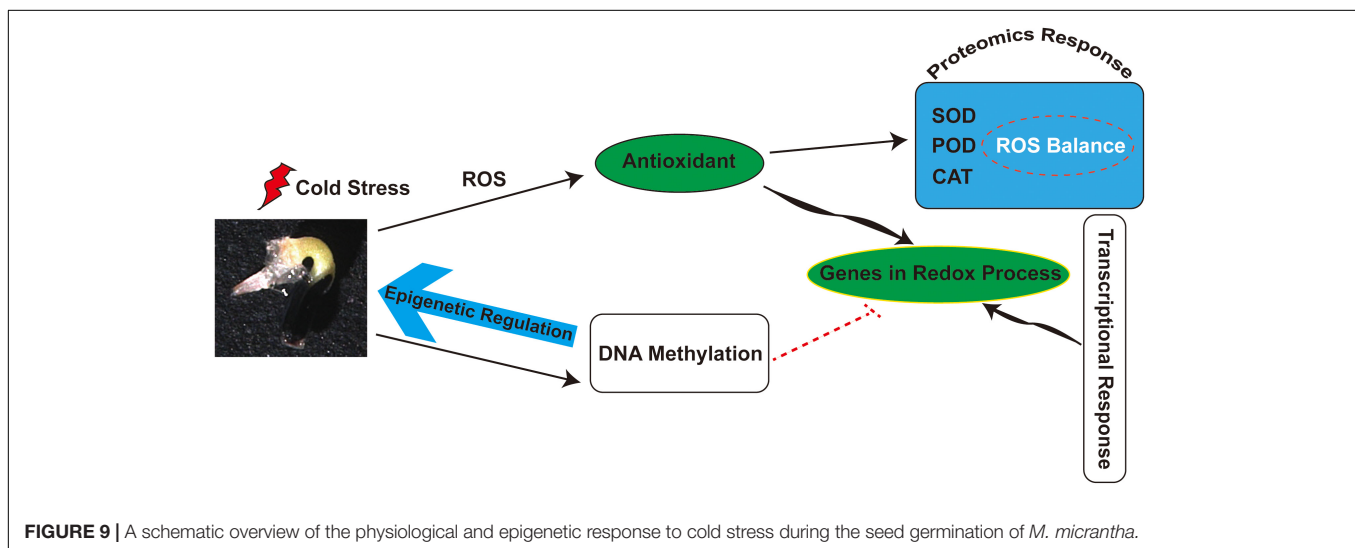 Proteomics Response
SOD
POD
ROS Balance
CAT
Antioxidant
Cold Stress
ROS
Genes in Redox Process
Transcriptional Response
Epigenetic Regulation
DNA Methylation
FIGURE 9 | A schematic overview of the physiological and epigenetic response to cold stress during the seed germination of M. micrantha.